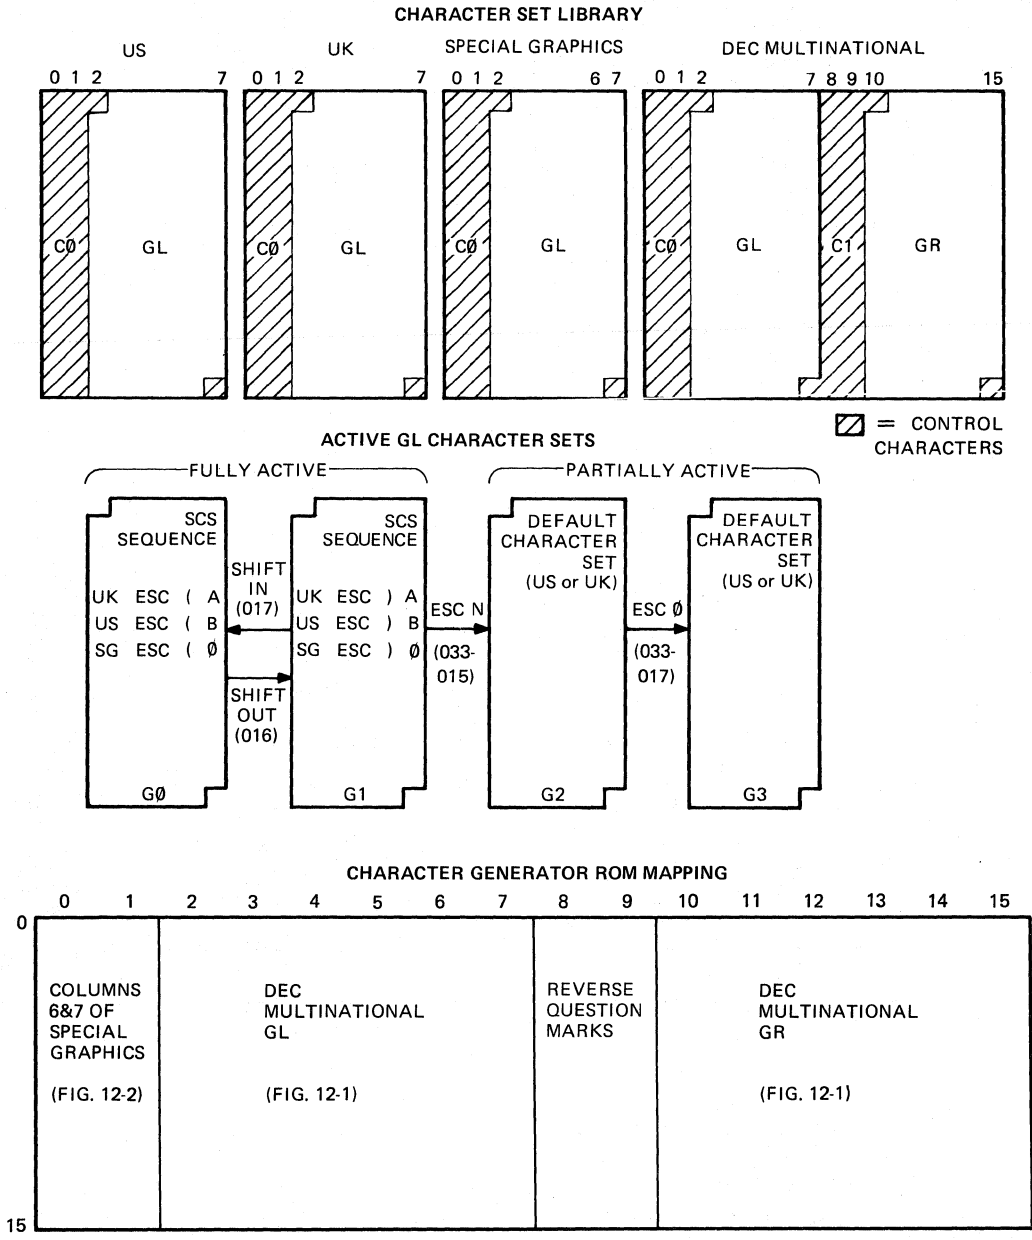 CHARACTER SET LIBRARY
US UK SPECIAL GRAPHICS DEC MULTINATIONAL
0 1 2 7 0 1 2 7 0 1 2 6 7 0 1 2 7 8 9 10 15
CØ GL CØ GL CØ GL CØ GL C1 GR
= CONTROL
CHARACTERS
ACTIVE GL CHARACTER SETS
FULLY ACTIVE PARTIALLY ACTIVE
SCS
SEQUENCE
UK ESC ( A
US ESC ( B
SG ESC ( Ø
GØ
SHIFT
IN
(017)
SHIFT
OUT
(016)
SCS
SEQUENCE
UK ESC ) A
US ESC ) B
SG ESC ) Ø
G1
ESC N
(033-
015)
DEFAULT
CHARACTER
SET
(US or UK)
G2
ESC Ø
(033-
017)
DEFAULT
CHARACTER
SET
(US or UK)
G3
CHARACTER GENERATOR ROM MAPPING
0 1 2 3 4 5 6 7 8 9 10 11 12 13 14 15
0
COLUMNS
6&7 OF
SPECIAL
GRAPHICS
(FIG. 12-2)
DEC
MULTINATIONAL
GL
(FIG. 12-1)
REVERSE
QUESTION
MARKS
DEC
MULTINATIONAL
GR
(FIG. 12-1)
15